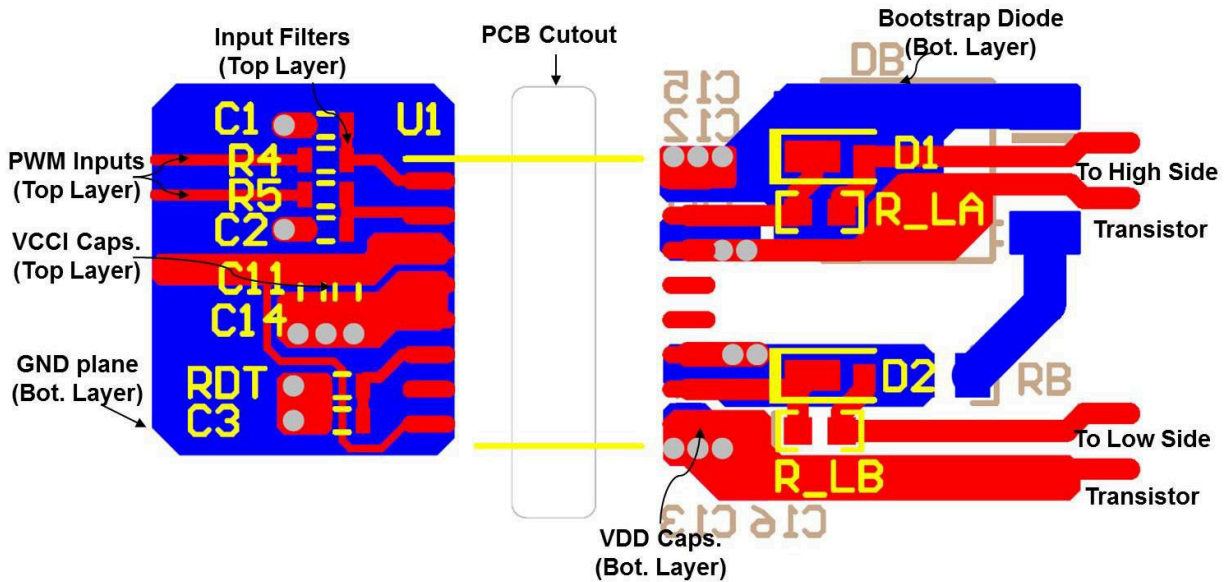 Input Filters
(Top Layer)
PCB Cutout
Bootstrap Diode
(Bot. Layer)
DB
C15
C12
C1
U1
PWM Inputs
(Top Layer)
R4
R5
C2
D1
To High Side
R_LA
Transistor
VCCI Caps.
(Top Layer)
C11
C14
GND plane
(Bot. Layer)
RDT
C3
D2
RB
To Low Side
R_LB
Transistor
C13
C16
VDD Caps.
(Bot. Layer)